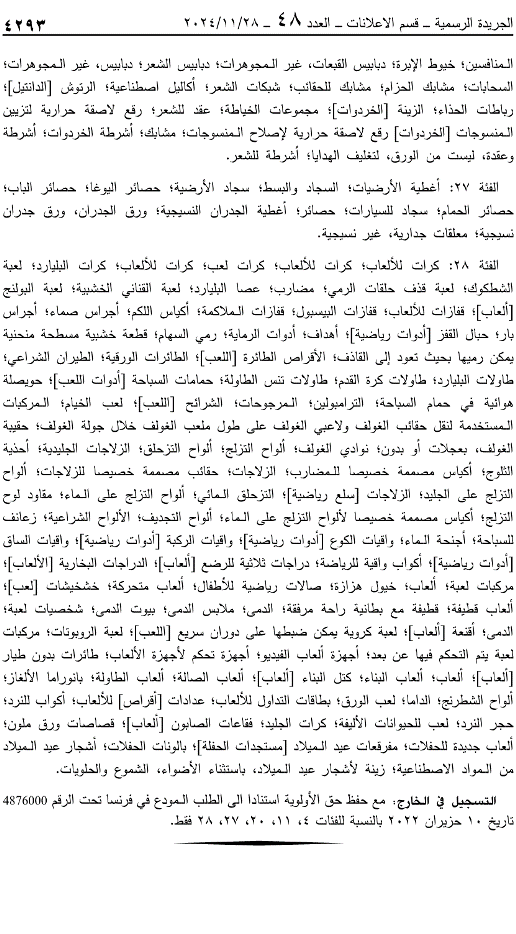 الجريدة الرسمية ــ قسم الاعلانات ــ العدد ٤٨ ــ ٢٠٢٤/١١/٢٨ ٤٢٩٣
المنافسين؛ خيوط الإبرة؛ دبابيس القبعات، غير المجوهرات؛ دبابيس الشعر؛ دبابيس، غير المجوهرات؛
السحابات؛ مشابك الحزام؛ مشابك للحقائب؛ شبكات الشعر؛ أكاليل اصطناعية؛ الرتوش [الدانتيل]؛
رباطات الحذاء؛ الزينة [الخردوات]؛ مجموعات الخياطة؛ عقد للشعر؛ رقع لاصقة حرارية لتزيين
المنسوجات [الخردوات] رقع لاصقة حرارية لإصلاح المنسوجات؛ مشابك؛ أشرطة الخردوات؛ أشرطة
وعقدة، ليست من الورق، لتغليف الهدايا؛ أشرطة للشعر.
الفئة ٢٧: أغطية الأرضيات؛ السجاد والبسط؛ سجاد الأرضية؛ حصائر اليوغا؛ حصائر الباب؛
حصائر الحمام؛ سجاد للسيارات؛ حصائر؛ أغطية الجدران النسيجية؛ ورق الجدران، ورق جدران
نسيجية؛ معلقات جدارية، غير نسيجية.
الفئة ٢٨: كرات للألعاب؛ كرات للألعاب؛ كرات لعب؛ كرات للألعاب؛ كرات البليارد؛ لعبة
الشطكوك؛ لعبة قذف حلقات الرمي؛ مضارب؛ عصا البليارد؛ لعبة القناني الخشبية؛ لعبة البولنج
[ألعاب]؛ قفازات للألعاب؛ قفازات البيسبول؛ قفازات الملاكمة؛ أكياس اللكم؛ أجراس صماء؛ أجراس
بار؛ حبال القفز [أدوات رياضية]؛ أهداف؛ أدوات الرماية؛ رمي السهام؛ قطعة خشبية مسطحة منحنية
يمكن رميها بحيث تعود إلى القاذف؛ الأقراص الطائرة [اللعب]؛ الطائرات الورقية؛ الطيران الشراعي؛
طاولات البليارد؛ طاولات كرة القدم؛ طاولات تنس الطاولة؛ حمامات السباحة [أدوات اللعب]؛ حويصلة
هوائية في حمام السباحة؛ الترامبولين؛ المرجوحات؛ الشرائح [اللعب]؛ لعب الخيام؛ المركبات
المستخدمة لنقل حقائب الغولف ولاعبي الغولف على طول ملعب الغولف خلال جولة الغولف؛ حقيبة
الغولف، بعجلات أو بدون؛ نوادي الغولف؛ ألواح التزلج؛ ألواح التزحلق؛ الزلاجات الجليدية؛ أحذية
الثلوج؛ أكياس مصممة خصيصا للمضارب؛ الزلاجات؛ حقائب مصممة خصيصا للزلاجات؛ ألواح
التزلج على الجليد؛ الزلاجات [سلع رياضية]؛ التزحلق المائي؛ ألواح التزلج على الماء؛ مقاود لوح
التزلج؛ أكياس مصممة خصيصا لألواح التزلج على الماء؛ ألواح التجديف؛ الألواح الشراعية؛ زعانف
للسباحة؛ أجنحة الماء؛ واقيات الكوع [أدوات رياضية]؛ واقيات الركبة [أدوات رياضية]؛ واقيات الساق
[أدوات رياضية]؛ أكواب واقية للرياضة؛ دراجات ثلاثية للرضع [ألعاب]؛ الدراجات البخارية [الألعاب]؛
مركبات لعبة؛ ألعاب؛ خيول هزازة؛ صالات رياضية للأطفال؛ ألعاب متحركة؛ خشخيشات [لعب]؛
ألعاب قطيفة؛ قطيفة مع بطانية راحة مرفقة؛ الدمى؛ ملابس الدمى؛ بيوت الدمى؛ شخصيات لعبة؛
الدمى؛ أقنعة [ألعاب]؛ لعبة كروية يمكن ضبطها على دوران سريع [اللعب]؛ لعبة الروبوتات؛ مركبات
لعبة يتم التحكم فيها عن بعد؛ أجهزة ألعاب الفيديو؛ أجهزة تحكم لأجهزة الألعاب؛ طائرات بدون طيار
[ألعاب]؛ ألعاب؛ ألعاب البناء؛ كتل البناء [ألعاب]؛ ألعاب الصالة؛ ألعاب الطاولة؛ بانوراما الألغاز؛
ألواح الشطرنج؛ الداما؛ لعب الورق؛ بطاقات التداول للألعاب؛ عدادات [أقراص] للألعاب؛ أكواب للنرد؛
حجر النرد؛ لعب للحيوانات الأليفة؛ كرات الجليد؛ فقاعات الصابون [ألعاب]؛ قصاصات ورق ملون؛
ألعاب جديدة للحفلات؛ مفرقعات عيد الميلاد [مستجدات الحفلة]؛ بالونات الحفلات؛ أشجار عيد الميلاد
من المواد الاصطناعية؛ زينة لأشجار عيد الميلاد، باستثناء الأضواء، الشموع والحلويات.
التسجيل في الخارج: مع حفظ حق الأولوية استناداً الى الطلب المودع في فرنسا تحت الرقم 4876000
تاريخ ١٠ حزيران ٢٠٢٢ بالنسبة للفئات ٤، ١١، ٢٠، ٢٧، ٢٨ فقط.